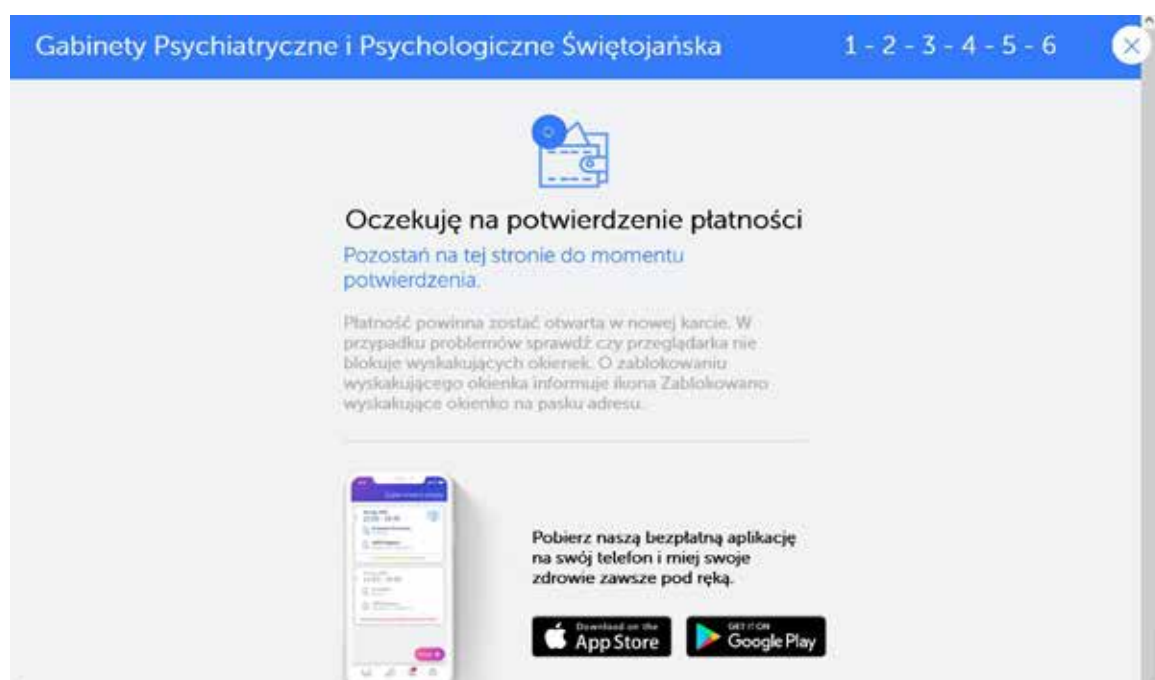 Gabinety Psychiatryczne i Psychologiczne Świętojańska
1 - 2 - 3 - 4 - 5 - 6
Oczekuję na potwierdzenie płatności
Pozostań na tej stronie do momentu
potwierdzenia.
Płatność powinna zostać otwarta w nowej karcie. W
przypadku problemów sprawdź czy przeglądarka nie
blokuje wyskakujących okienek. O zablokowaniu
wyskakującego okienka informuje ikona Zablokowano
wyskakujące okienko na pasku adresu.
Pobierz naszą bezpłatną aplikację
na swój telefon i miej swoje
zdrowie zawsze pod ręką.
Download on the
App Store
GET IT ON
Google Play